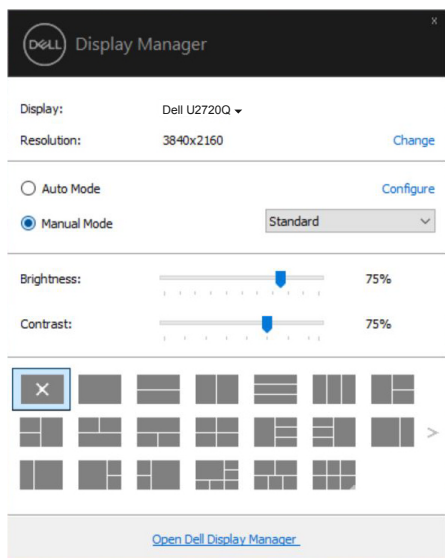 x
DELL Display Manager
Display: Dell U2720Q
Resolution: 3840x2160 Change
Auto Mode Configure
Manual Mode Standard
Brightness: 75%
Contrast: 75%
Open Dell Display Manager